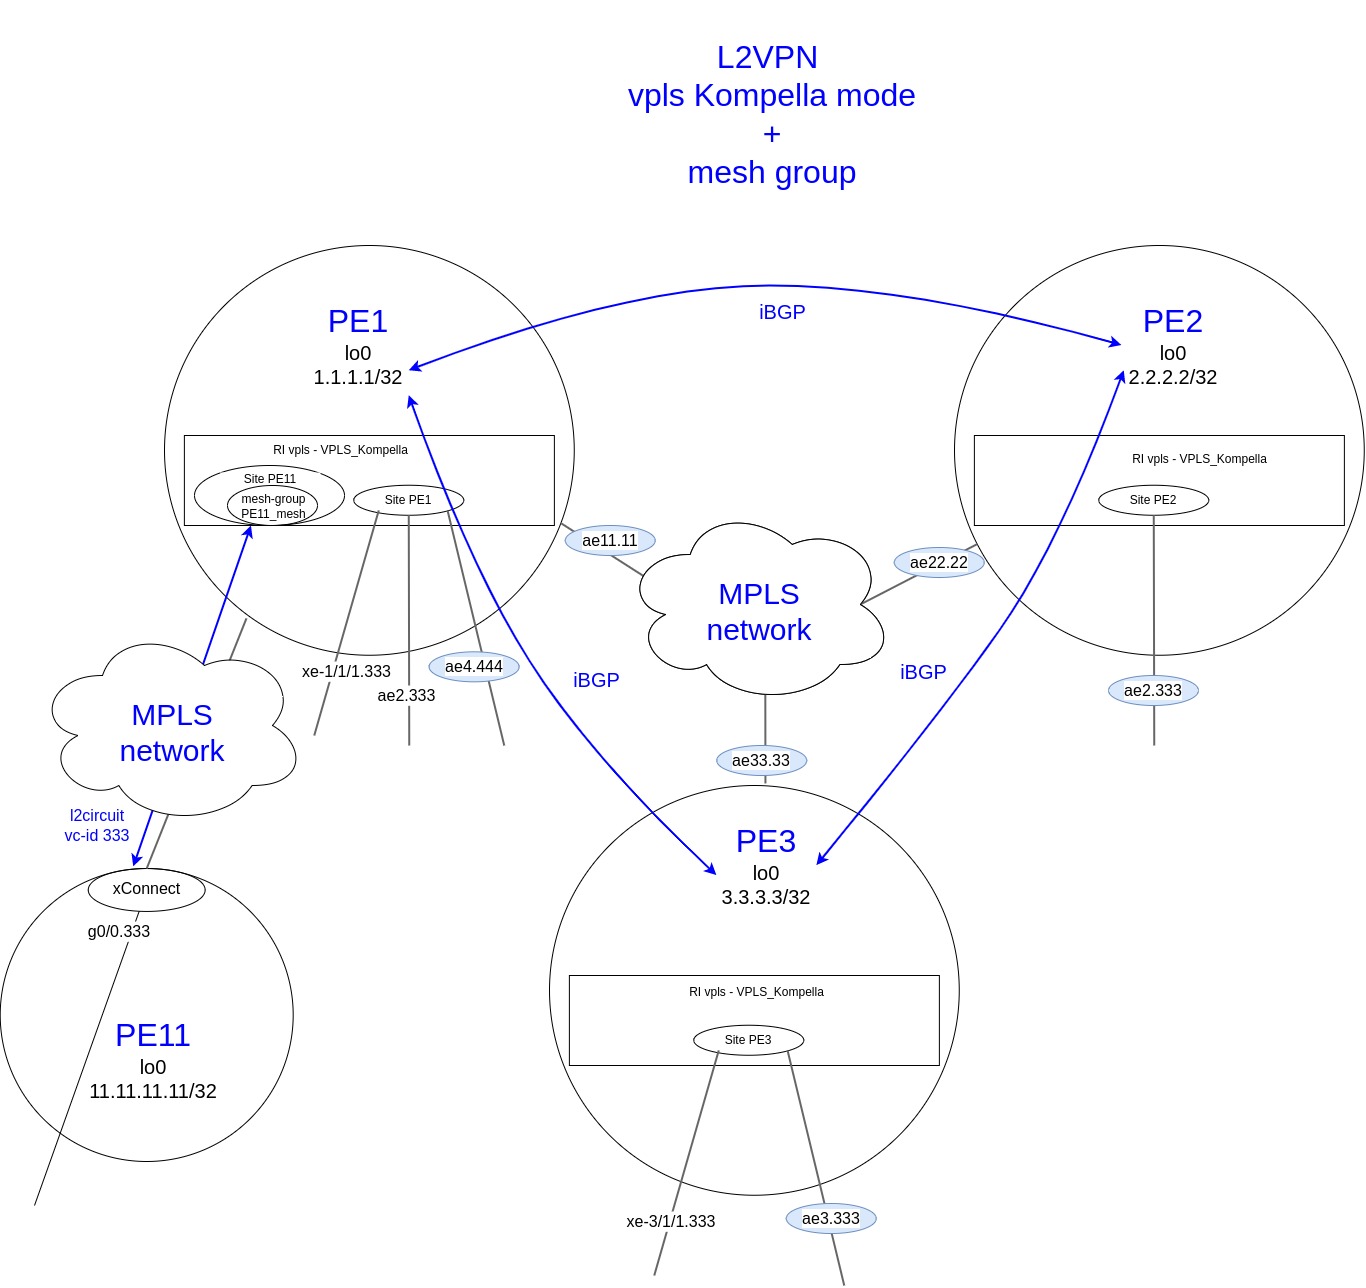 L2VPN
vpls Kompella mode
+
mesh group
iBGP
PE1
lo0
1.1.1.1/32
PE2
lo0
2.2.2.2/32
RI vpls - VPLS_Kompella
Site PE11
mesh-group
PE11_mesh
Site PE1
RI vpls - VPLS_Kompella
Site PE2
ae11.11
ae22.22
MPLS
network
xe-1/1/1.333
ae2.333
ae4.444
iBGP
iBGP
ae2.333
MPLS
network
ae33.33
l2circuit
vc-id 333
xConnect
g0/0.333
PE11
lo0
11.11.11.11/32
PE3
lo0
3.3.3.3/32
RI vpls - VPLS_Kompella
Site PE3
xe-3/1/1.333
ae3.333